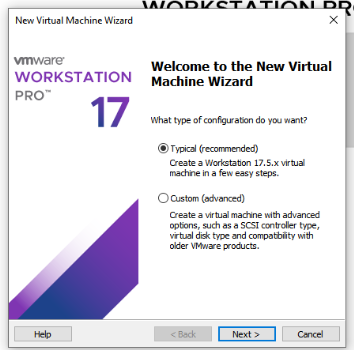 WORKSTATION PRO
New Virtual Machine Wizard
vmware
WORKSTATION
PRO™
17
Welcome to the New Virtual
Machine Wizard
What type of configuration do you want?
Typical (recommended)
Create a Workstation 17.5.x virtual
machine in a few easy steps.
Custom (advanced)
Create a virtual machine with advanced
options, such as a SCSI controller type,
virtual disk type and compatibility with
older VMware products.
Help
< Back
Next >
Cancel